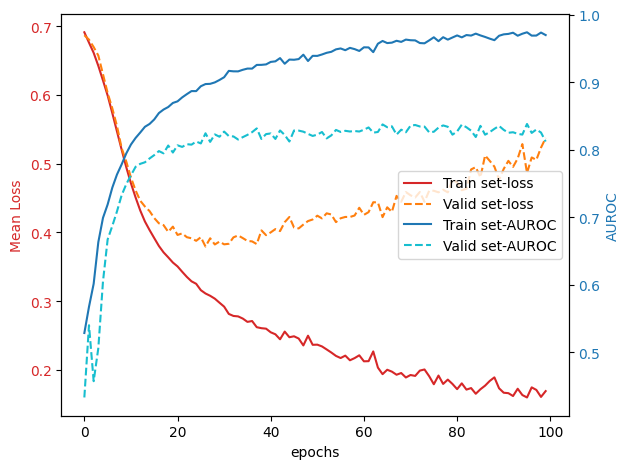 0.7
0.6
0.5
0.4
0.3
0.2
Mean Loss
1.0
0.9
0.8
0.7
0.6
0.5
AUROC
Train set-loss
Valid set-loss
Train set-AUROC
Valid set-AUROC
0 20 40 60 80 100
epochs